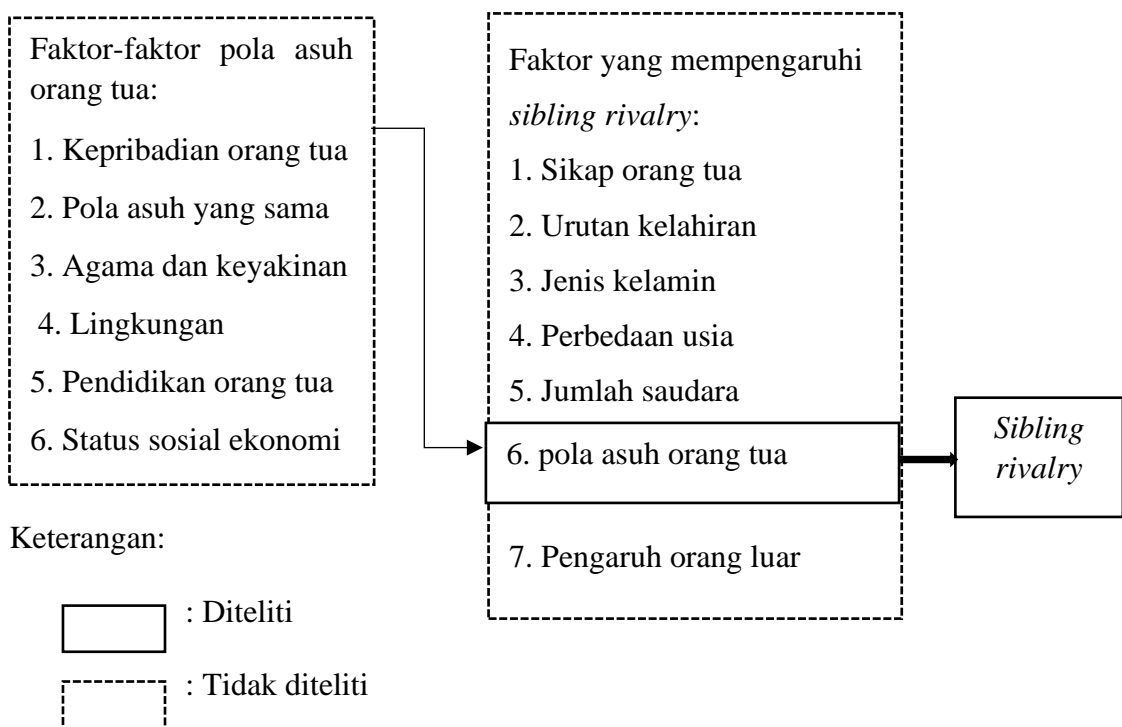 Faktor-faktor pola asuh
orang tua:
1. Kepribadian orang tua
2. Pola asuh yang sama
3. Agama dan keyakinan
4. Lingkungan
5. Pendidikan orang tua
6. Status sosial ekonomi
Faktor yang mempengaruhi
sibling rivalry:
1. Sikap orang tua
2. Urutan kelahiran
3. Jenis kelamin
4. Perbedaan usia
5. Jumlah saudara
6. pola asuh orang tua
7. Pengaruh orang luar
Sibling
rivalry
Keterangan:
: Diteliti
: Tidak diteliti